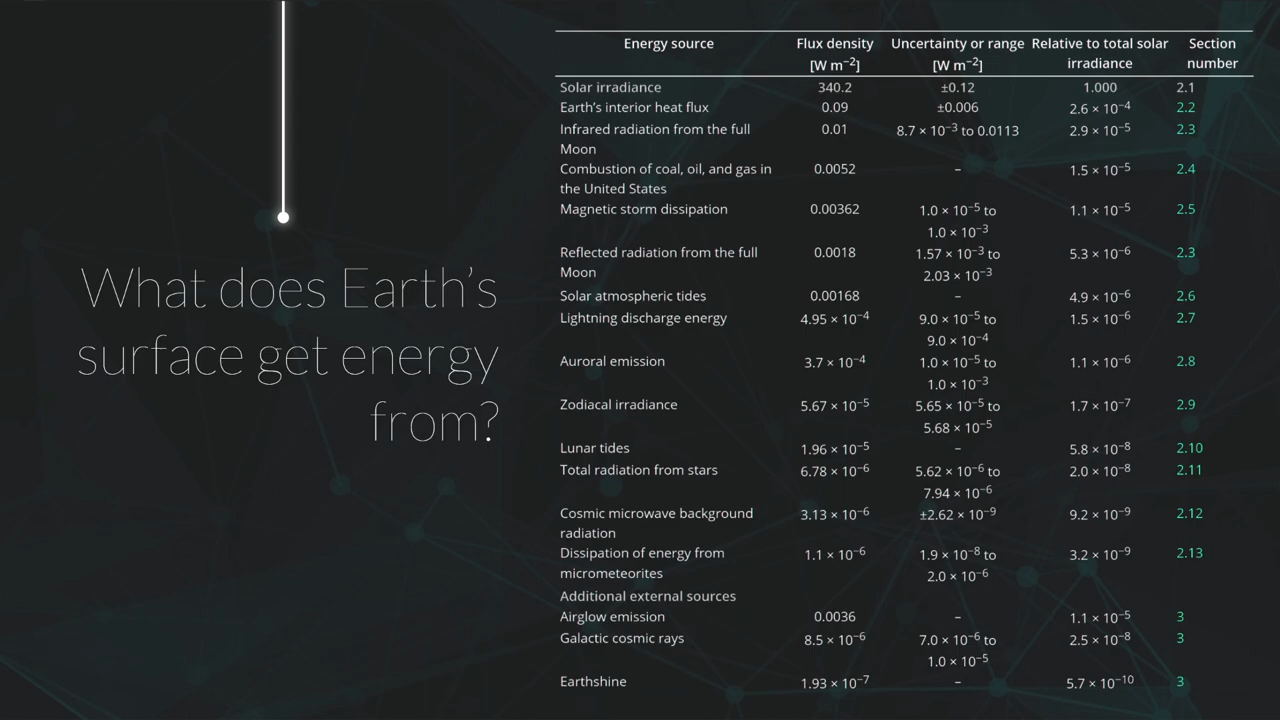 What does Earth’s
surface get energy
from?
Energy source Flux density Uncertainty or range Relative to total solar Section
[W m⁻²] [W m⁻²] irradiance number
Solar irradiance 340.2 ±0.12 1.000 2.1
Earth’s interior heat flux 0.09 ±0.006 2.6 × 10⁻⁴ 2.2
Infrared radiation from the full 0.01 8.7 × 10⁻³ to 0.0113 2.9 × 10⁻⁵ 2.3
Moon
Combustion of coal, oil, and gas in 0.0052 – 1.5 × 10⁻⁵ 2.4
the United States
Magnetic storm dissipation 0.00362 1.0 × 10⁻⁵ to 1.1 × 10⁻⁵ 2.5
1.0 × 10⁻³
Reflected radiation from the full 0.0018 1.57 × 10⁻³ to 5.3 × 10⁻⁶ 2.3
Moon 2.03 × 10⁻³
Solar atmospheric tides 0.00168 – 4.9 × 10⁻⁶ 2.6
Lightning discharge energy 4.95 × 10⁻⁴ 9.0 × 10⁻⁵ to 1.5 × 10⁻⁶ 2.7
9.0 × 10⁻⁴
Auroral emission 3.7 × 10⁻⁴ 1.0 × 10⁻⁵ to 1.1 × 10⁻⁶ 2.8
1.0 × 10⁻³
Zodiacal irradiance 5.67 × 10⁻⁵ 5.65 × 10⁻⁵ to 1.7 × 10⁻⁷ 2.9
5.68 × 10⁻⁵
Lunar tides 1.96 × 10⁻⁵ – 5.8 × 10⁻⁸ 2.10
Total radiation from stars 6.78 × 10⁻⁶ 5.62 × 10⁻⁶ to 2.0 × 10⁻⁸ 2.11
7.94 × 10⁻⁶
Cosmic microwave background 3.13 × 10⁻⁶ ±2.62 × 10⁻⁹ 9.2 × 10⁻⁹ 2.12
radiation
Dissipation of energy from 1.1 × 10⁻⁶ 1.9 × 10⁻⁸ to 3.2 × 10⁻⁹ 2.13
micrometeorites 2.0 × 10⁻⁶
Additional external sources
Airglow emission 0.0036 – 1.1 × 10⁻⁵ 3
Galactic cosmic rays 8.5 × 10⁻⁶ 7.0 × 10⁻⁶ to 2.5 × 10⁻⁸ 3
1.0 × 10⁻⁵
Earthshine 1.93 × 10⁻⁷ – 5.7 × 10⁻¹⁰ 3